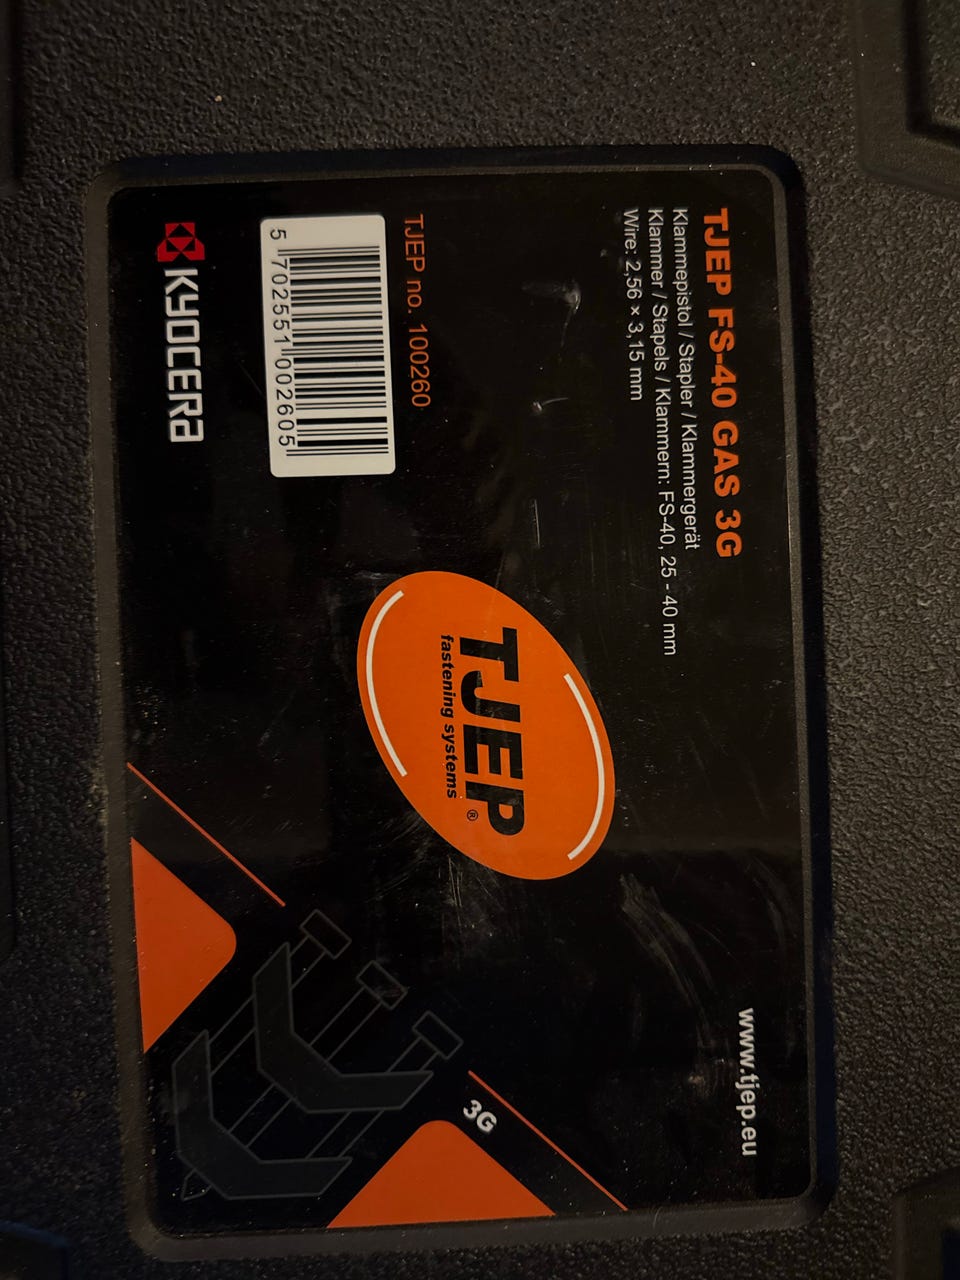 TJEP FS-40 GAS 3G
Klammepistol / Stapler / Klammergerät
Klammer / Stapels / Klammern: FS-40, 25 - 40 mm
Wire: 2,56 × 3,15 mm
www.tjep.eu
TJEP®
fastening systems
TJEP no. 100260
5 702551 002605
KYOCERA
3G